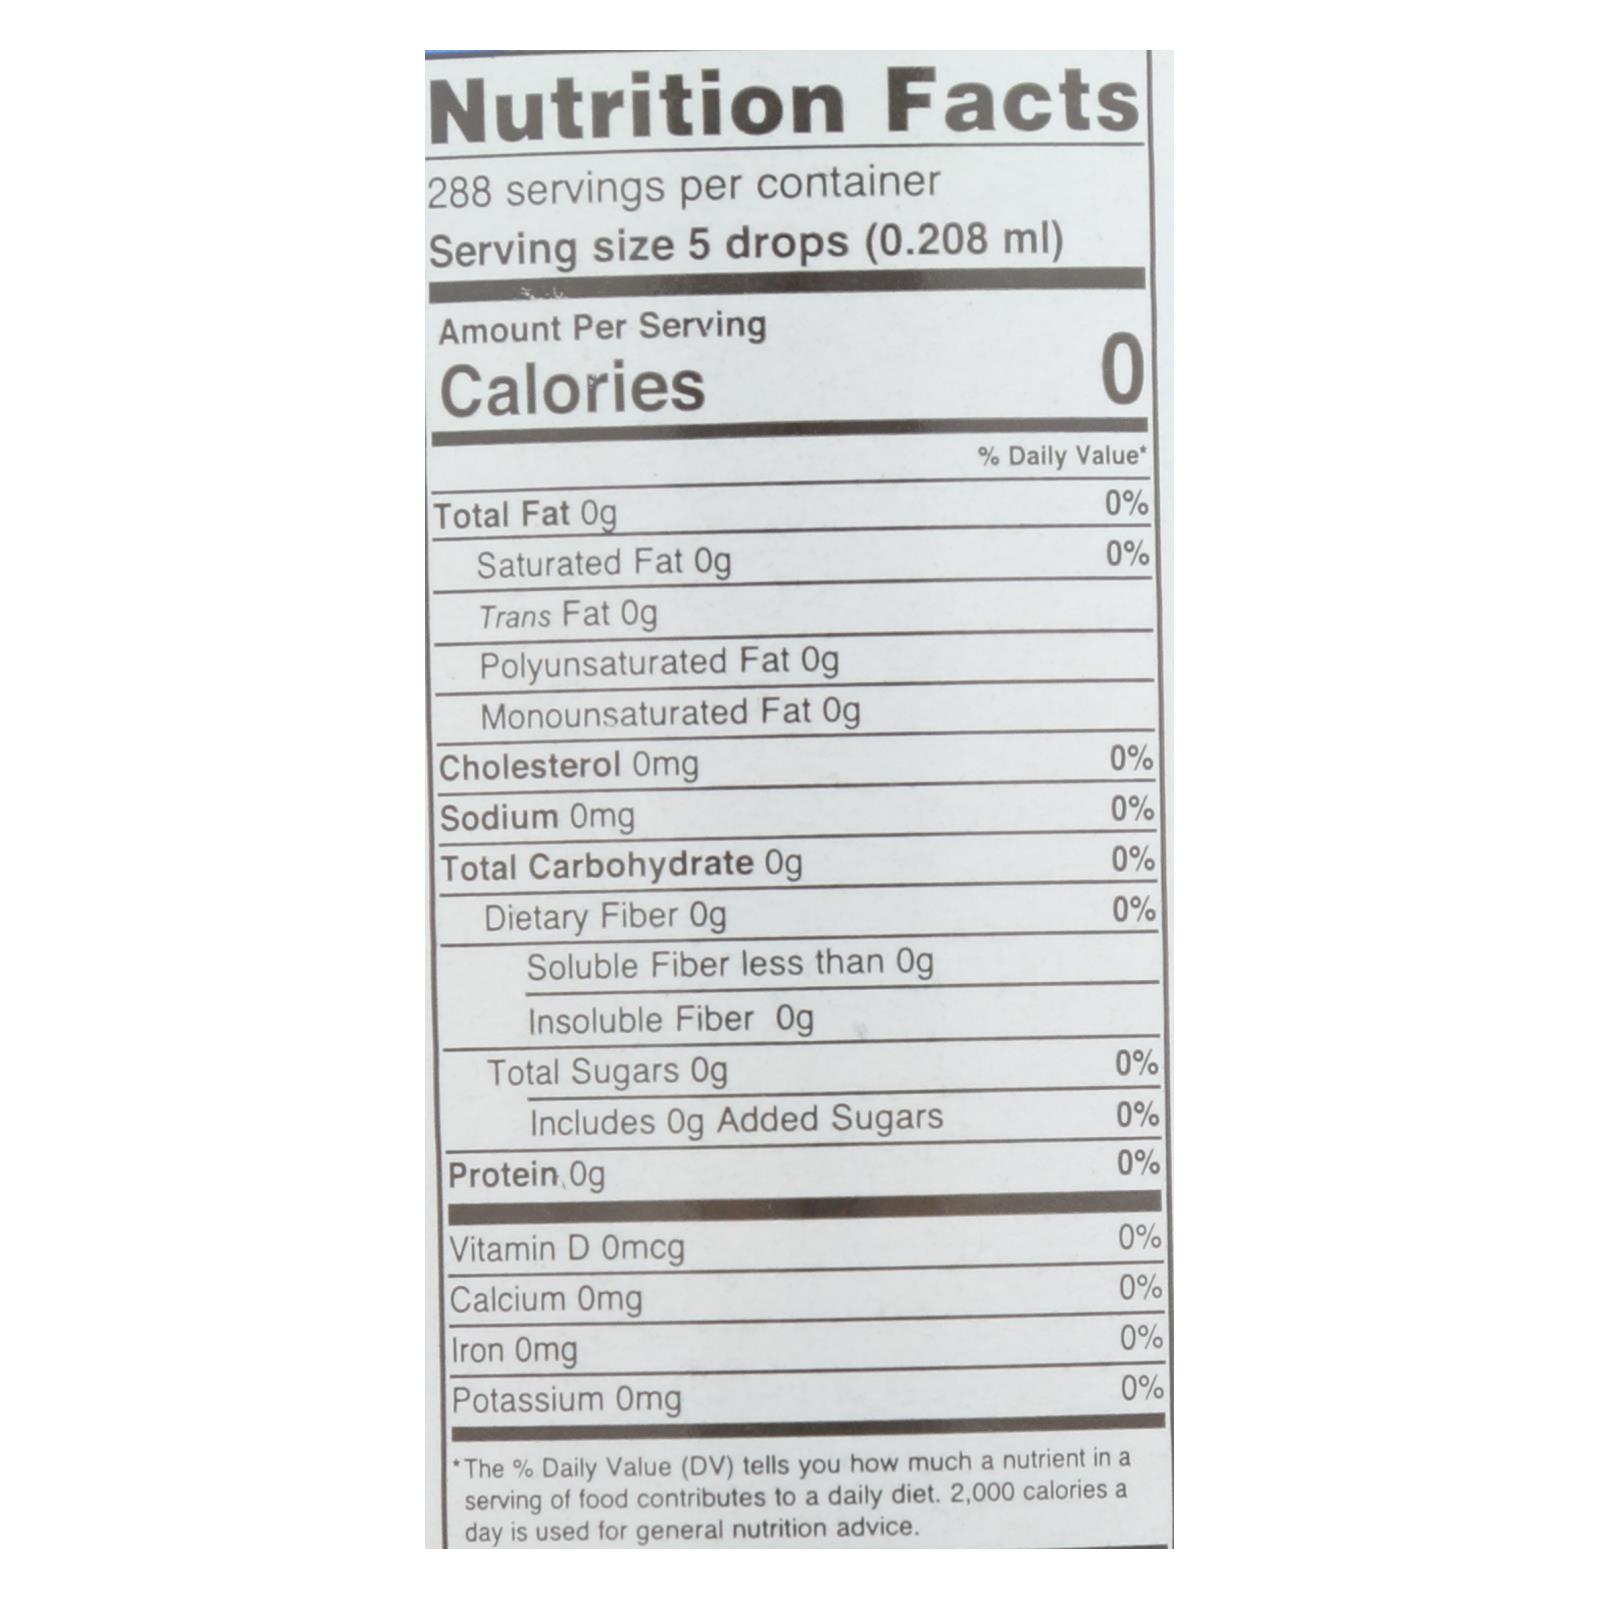 Nutrition Facts
288 servings per container
Serving size 5 drops (0.208 ml)
Amount Per Serving
Calories 0
% Daily Value*
Total Fat 0g 0%
Saturated Fat 0g 0%
Trans Fat 0g
Polyunsaturated Fat 0g
Monounsaturated Fat 0g
Cholesterol 0mg 0%
Sodium 0mg 0%
Total Carbohydrate 0g 0%
Dietary Fiber 0g 0%
Soluble Fiber less than 0g
Insoluble Fiber 0g
Total Sugars 0g 0%
Includes 0g Added Sugars 0%
Protein 0g 0%
Vitamin D 0mcg 0%
Calcium 0mg 0%
Iron 0mg 0%
Potassium 0mg 0%
*The % Daily Value (DV) tells you how much a nutrient in a
serving of food contributes to a daily diet. 2,000 calories a
day is used for general nutrition advice.